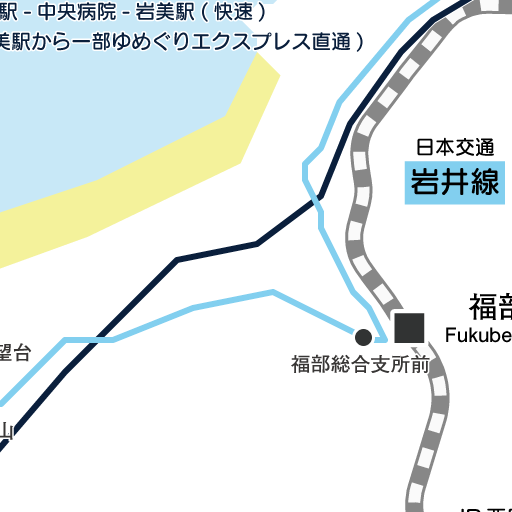 駅 - 中央病院 - 岩美駅 ( 快速 )
美駅から一部ゆめぐりエクスプレス直通 )
日本交通
岩井線
福部
Fukube
望台
福部総合支所前
山